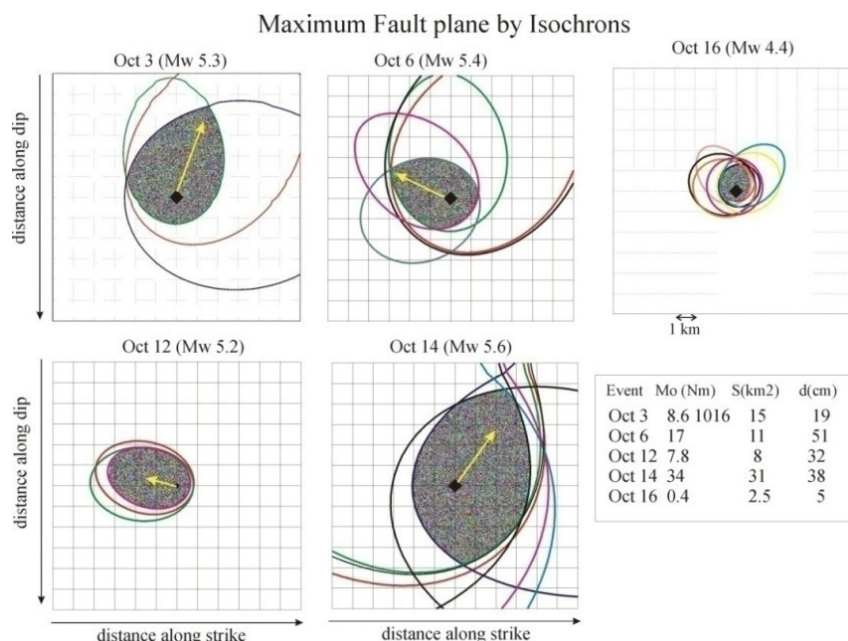 Maximum Fault plane by Isochrons
Oct 3 (Mw 5.3)
Oct 6 (Mw 5.4)
Oct 16 (Mw 4.4)
distance along dip
1 km
Oct 12 (Mw 5.2)
Oct 14 (Mw 5.6)
distance along dip
Event Mo (Nm) S(km2) d(cm)
Oct 3 8.6 1016 15 19
Oct 6 17 11 51
Oct 12 7.8 8 32
Oct 14 34 31 38
Oct 16 0.4 2.5 5
distance along strike
distance along strike